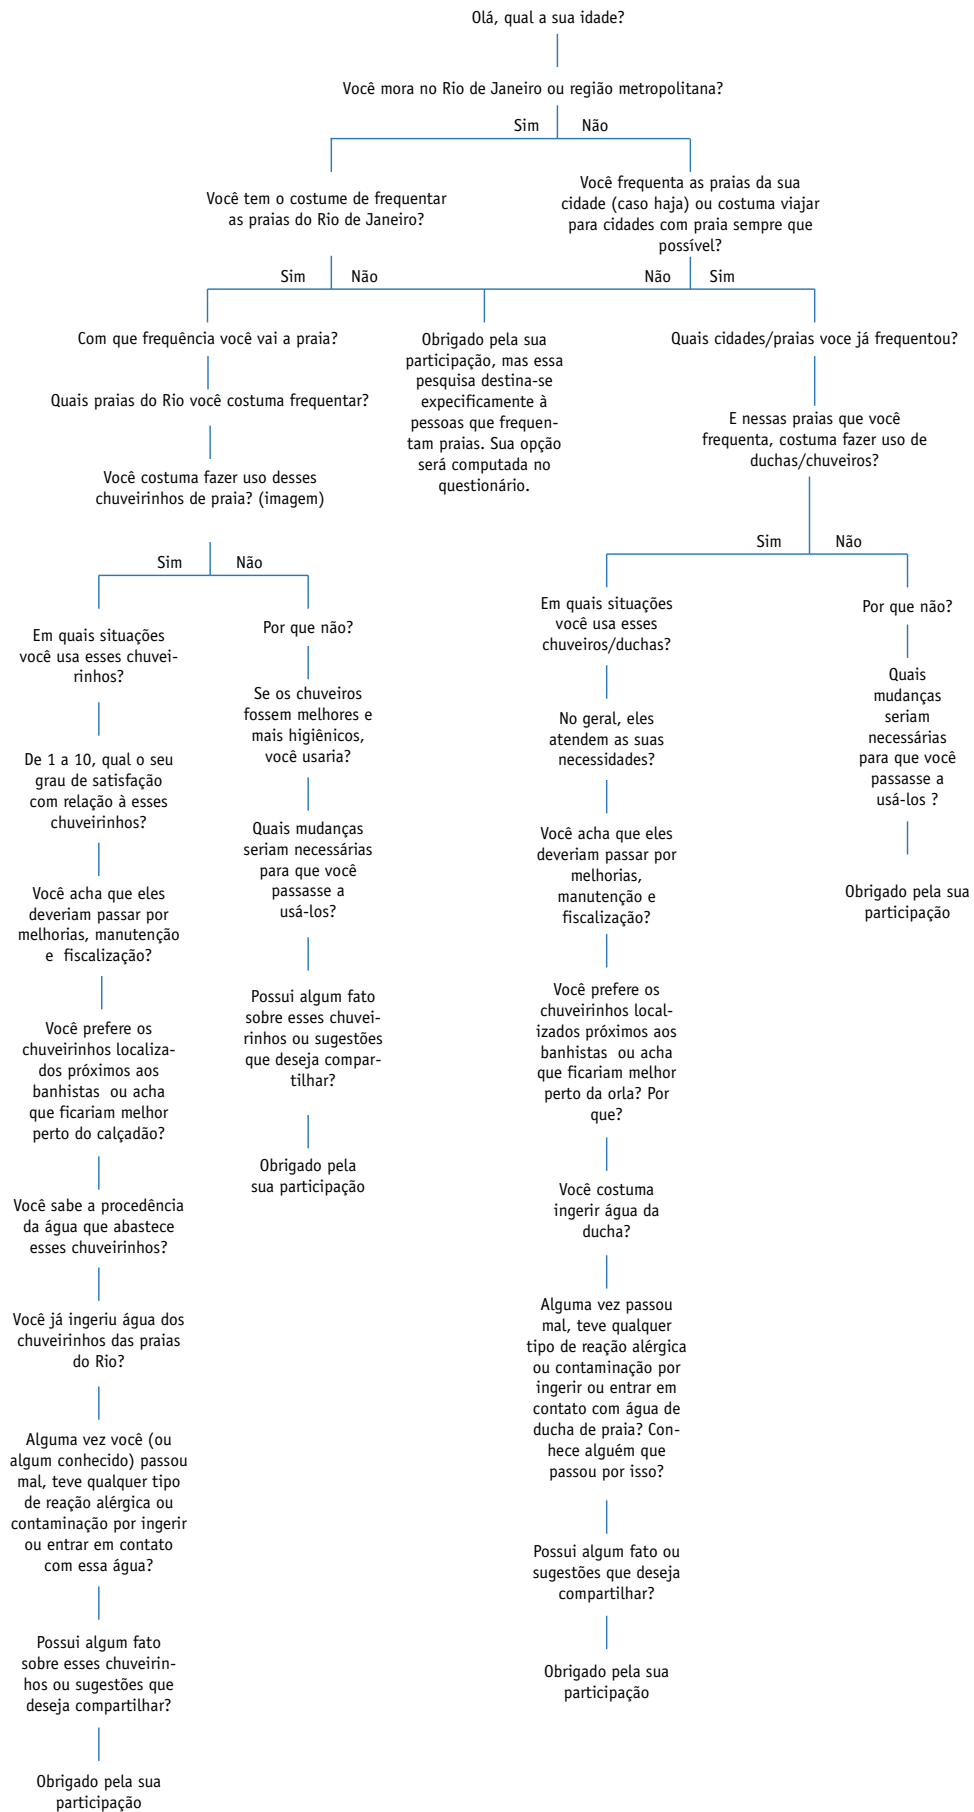 Olá, qual a sua idade?
Você mora no Rio de Janeiro ou região metropolitana?
Sim
Não
Você tem o costume de frequentar
as praias do Rio de Janeiro?
Você frequenta as praias da sua
cidade (caso haja) ou costuma viajar
para cidades com praia sempre que
possível?
Sim
Não
Não
Sim
Com que frequência você vai a praia?
Quais praias do Rio você costuma frequentar?
Você costuma fazer uso desses
chuveirinhos de praia? (imagem)
Obrigado pela sua
participação, mas essa
pesquisa destina-se
expecificamente à
pessoas que frequen-
tam praias. Sua opção
será computada no
questionário.
Quais cidades/praias voce já frequentou?
E nessas praias que você
frequenta, costuma fazer uso de
duchas/chuveiros?
Sim
Não
Em quais situações
você usa esses chuvei-
rinhos?
De 1 a 10, qual o seu
grau de satisfação
com relação à esses
chuveirinhos?
Você acha que eles
deveriam passar por
melhorias, manutenção
e fiscalização?
Você prefere os
chuveirinhos localiza-
dos próximos aos
banhistas ou acha
que ficariam melhor
perto do calçadão?
Você sabe a procedência
da água que abastece
esses chuveirinhos?
Você já ingeriu água dos
chuveirinhos das praias
do Rio?
Alguma vez você (ou
algum conhecido) passou
mal, teve qualquer tipo
de reação alérgica ou
contaminação por ingerir
ou entrar em contato
com essa água?
Possui algum fato
sobre esses chuveirin-
hos ou sugestões que
deseja compartilhar?
Obrigado pela sua
participação
Por que não?
Se os chuveiros
fossem melhores e
mais higiênicos,
você usaria?
Quais mudanças
seriam necessárias
para que você
passasse a
usá-los?
Possui algum fato
sobre esses chuvei-
rinhos ou sugestões
que deseja compar-
tilhar?
Obrigado pela
sua participação
Sim
Não
Em quais situações
você usa esses
chuveiros/duchas?
No geral, eles
atendem as suas
necessidades?
Você acha que eles
deveriam passar por
melhorias,
manutenção e
fiscalização?
Você prefere os
chuveirinhos local-
izados próximos aos
banhistas ou acha
que ficariam melhor
perto da orla? Por
que?
Você costuma
ingerir água da
ducha?
Alguma vez passou
mal, teve qualquer
tipo de reação alérgica
ou contaminação por
ingerir ou entrar em
contato com água de
ducha de praia? Con-
hece alguém que
passou por isso?
Possui algum fato ou
sugestões que deseja
compartilhar?
Obrigado pela sua
participação
Por que não?
Quais
mudanças
seriam
necessárias
para que você
passasse a
usá-los ?
Obrigado pela sua
participação